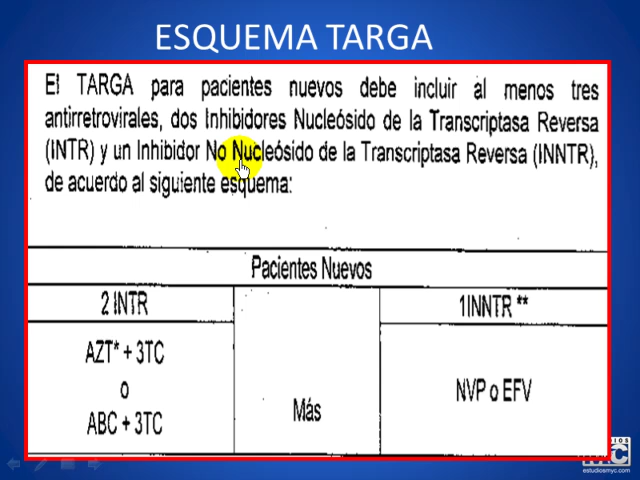 ESQUEMA TARGA
El TARGA para pacientes nuevos debe incluir al menos tres
antirretrovirales, dos Inhibidores Nucleósido de la Transcriptasa Reversa
(INTR) y un Inhibidor No Nucleósido de la Transcriptasa Reversa (INNTR),
de acuerdo al siguiente esquema:
Pacientes Nuevos
2 INTR
1INNTR **
AZT* + 3TC
o
ABC + 3TC
Más
NVP o EFV
estudiosmyc.com